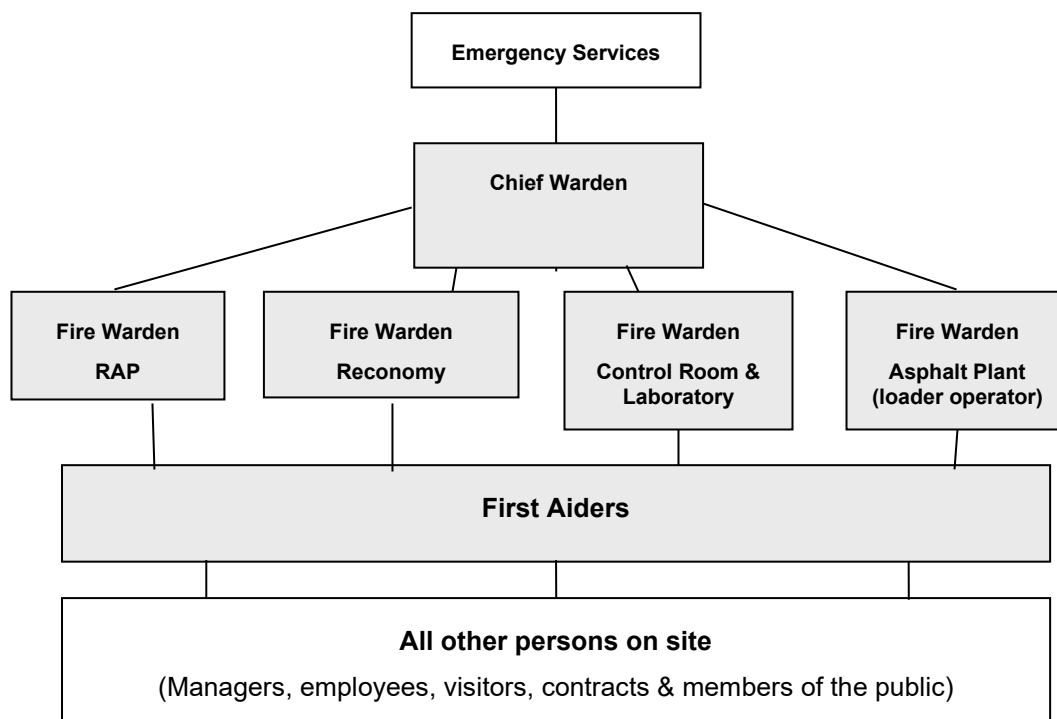 Emergency Services
Chief Warden
Fire Warden
RAP
Fire Warden
Reconomy
Fire Warden
Control Room &
Laboratory
Fire Warden
Asphalt Plant
(loader operator)
First Aiders
All other persons on site
(Managers, employees, visitors, contracts & members of the public)